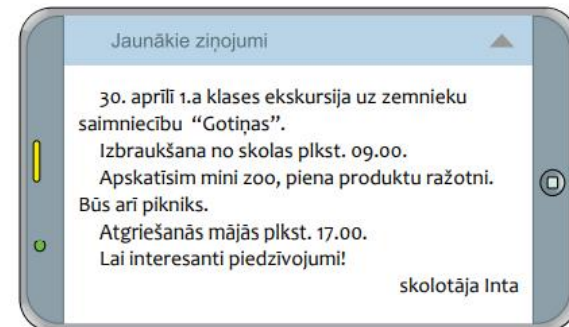 Jaunākie ziņojumi
30. aprīlī 1.a klases ekskursija uz zemnieku
saimniecību “Gotiņas”.
Izbraukšana no skolas plkst. 09.00.
Apskatīsim mini zoo, piena produktu ražotni.
Būs arī pikniks.
Atgriešanās mājās plkst. 17.00.
Lai interesanti piedzīvojumi!
skolotāja Inta